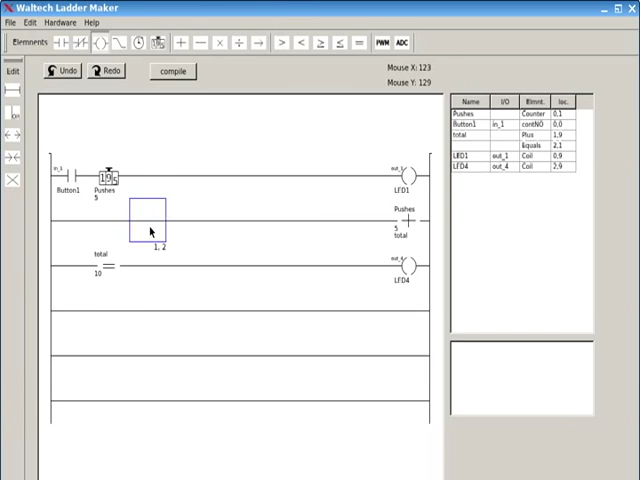 Waltech Ladder Maker
File Edit Hardware Help
Elemnents PWM ADC
Edit Undo Redo compile Mouse X:123
Mouse Y: 129
OR
Name I/O Elmnt. loc.
Pushes Counter 0,1
Button1 in_1 contNO 0,0
total Plus 1,9
Equals 2,1
LED1 out_1 Coil 0,9
LED4 out_4 Coil 2,9
in_1 out_1
Button1 Pushes LED1
5
Pushes
5
total
1, 2
total out_4
10
LED4